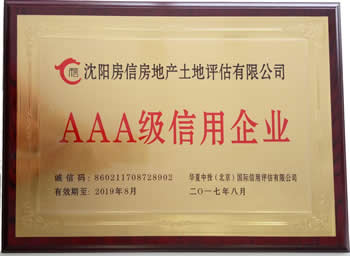 信
沈阳房信房地产土地评估有限公司
AAA级信用企业
诚信码：860211708728902
华夏中传（北京）国际信用评估有限公司
有效期至：2019年8月
二〇一七年八月